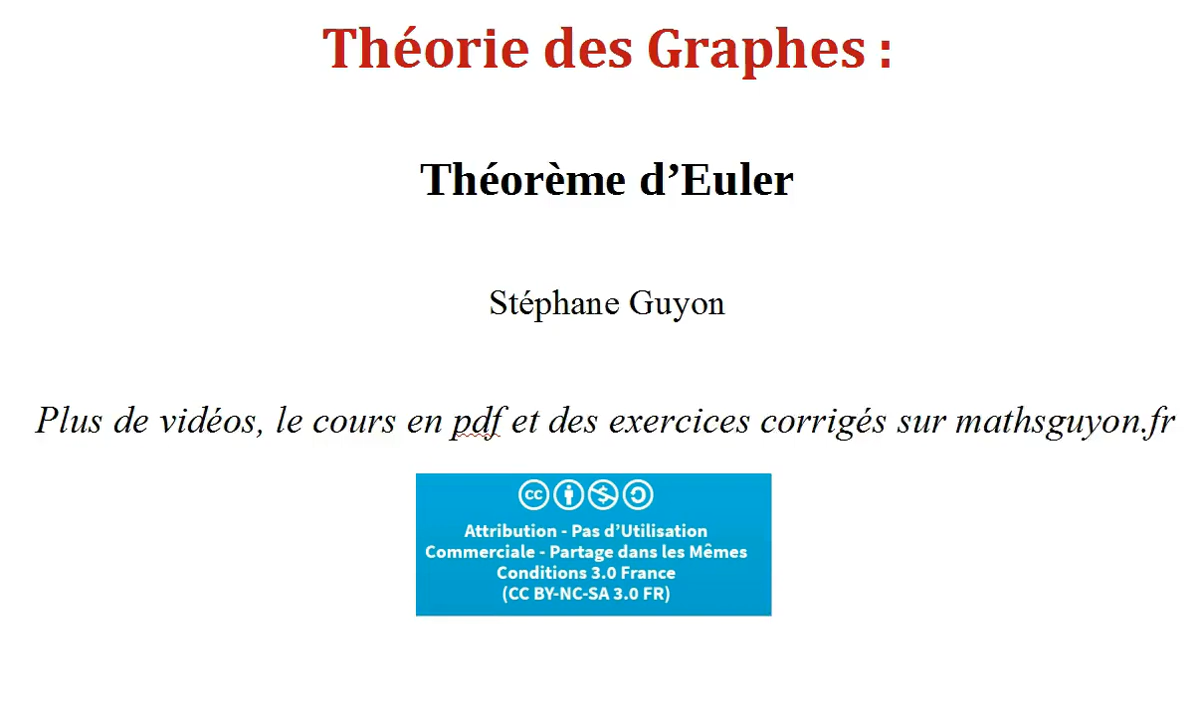 Théorie des Graphes :
Théorème d’Euler
Stéphane Guyon
Plus de vidéos, le cours en pdf et des exercices corrigés sur mathsguyon.fr
cc
Attribution - Pas d’Utilisation
Commerciale - Partage dans les Mêmes
Conditions 3.0 France
(CC BY-NC-SA 3.0 FR)